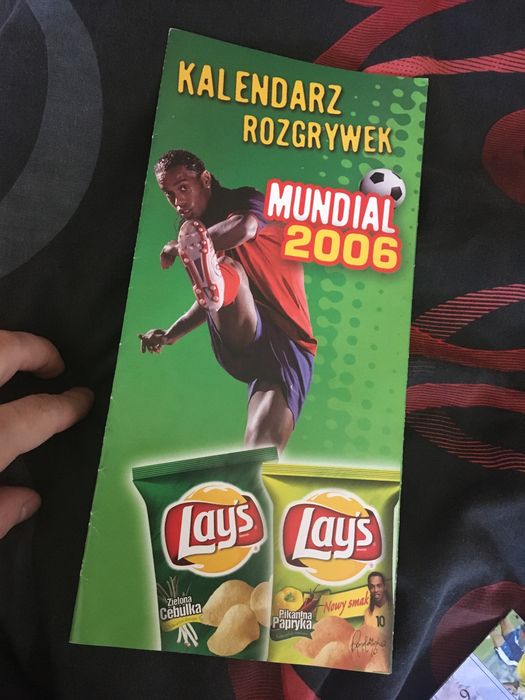 KALENDARZ
ROZGRYWEK
MUNDIAL
2006
Lay's
Zielona
Cebulka
Lay's
Nowy smak
Pikantna
Papryka
10